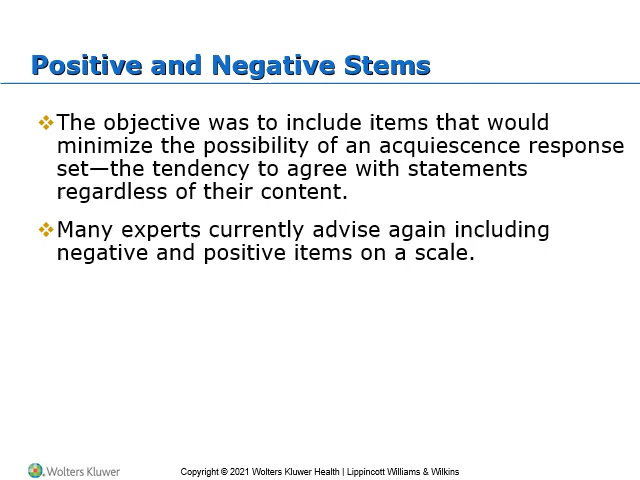 Positive and Negative Stems
❖The objective was to include items that would
minimize the possibility of an acquiescence response
set—the tendency to agree with statements
regardless of their content.
❖Many experts currently advise again including
negative and positive items on a scale.
Wolters Kluwer
Copyright © 2021 Wolters Kluwer Health | Lippincott Williams & Wilkins